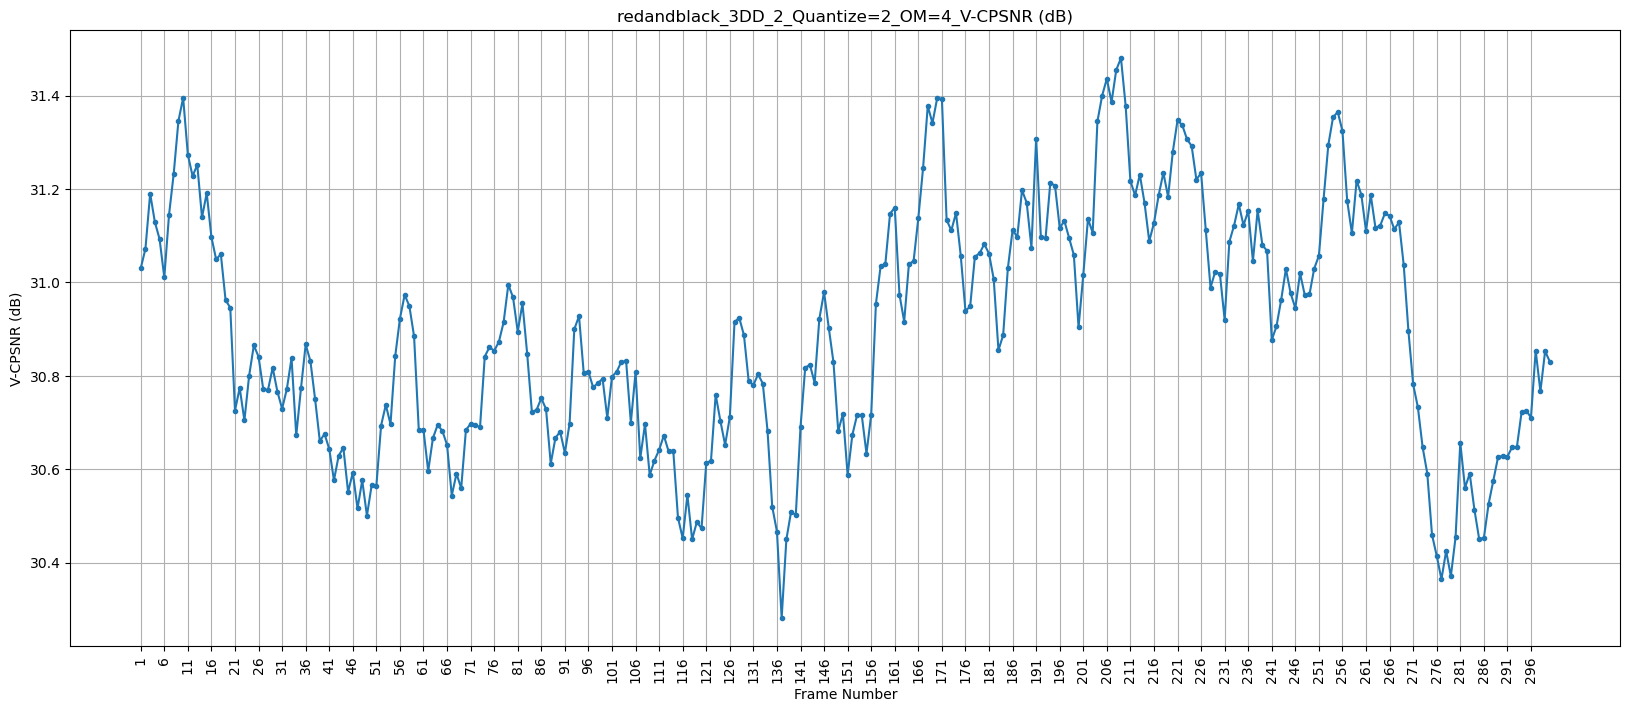 redandblack_3DD_2_Quantize=2_OM=4_V-CPSNR (dB)
V-CPSNR (dB)
31.4
31.2
31.0
30.8
30.6
30.4
1 6 11 16 21 26 31 36 41 46 51 56 61 66 71 76 81 86 91 96 101 106 111 116 121 126 131 136 141 146 151 156 161 166 171 176 181 186 191 196 201 206 211 216 221 226 231 236 241 246 251 256 261 266 271 276 281 286 291 296
Frame Number